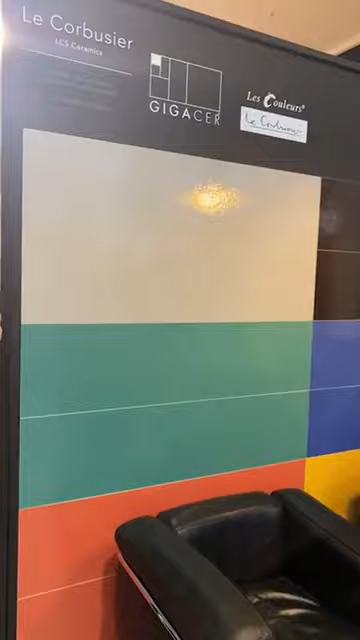 Le Corbusier
LCS Ceramics
GIGACER
Les Couleurs®
Le Corbusier